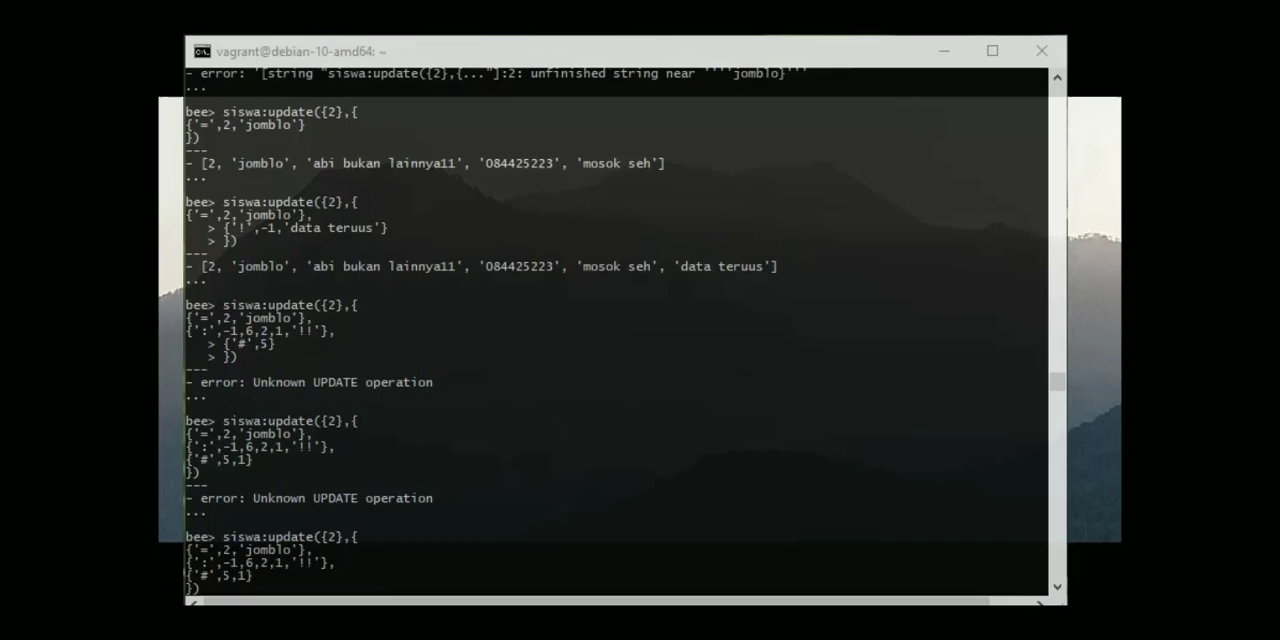 vagrant@debian-10-amd64: ~
- error: '[string "siswa:update({2},{..."]:2: unfinished string near ''''jomblo}'''
...
bee> siswa:update({2},{
{'=',2,'jomblo'}
})
---
- [2, 'jomblo', 'abi bukan lainnya11', '084425223', 'mosok seh']
...
bee> siswa:update({2},{
{'=',2,'jomblo'},
> {'!',-1,'data teruus'}
> })
---
- [2, 'jomblo', 'abi bukan lainnya11', '084425223', 'mosok seh', 'data teruus']
...
bee> siswa:update({2},{
{'=',2,'jomblo'},
{':',-1,6,2,1,'!!'},
> {'#',5}
> })
---
- error: Unknown UPDATE operation
...
bee> siswa:update({2},{
{'=',2,'jomblo'},
{':',-1,6,2,1,'!!'},
{'#',5,1}
})
---
- error: Unknown UPDATE operation
...
bee> siswa:update({2},{
{'=',2,'jomblo'},
{':',-1,6,2,1,'!!'},
{'#',5,1}
})